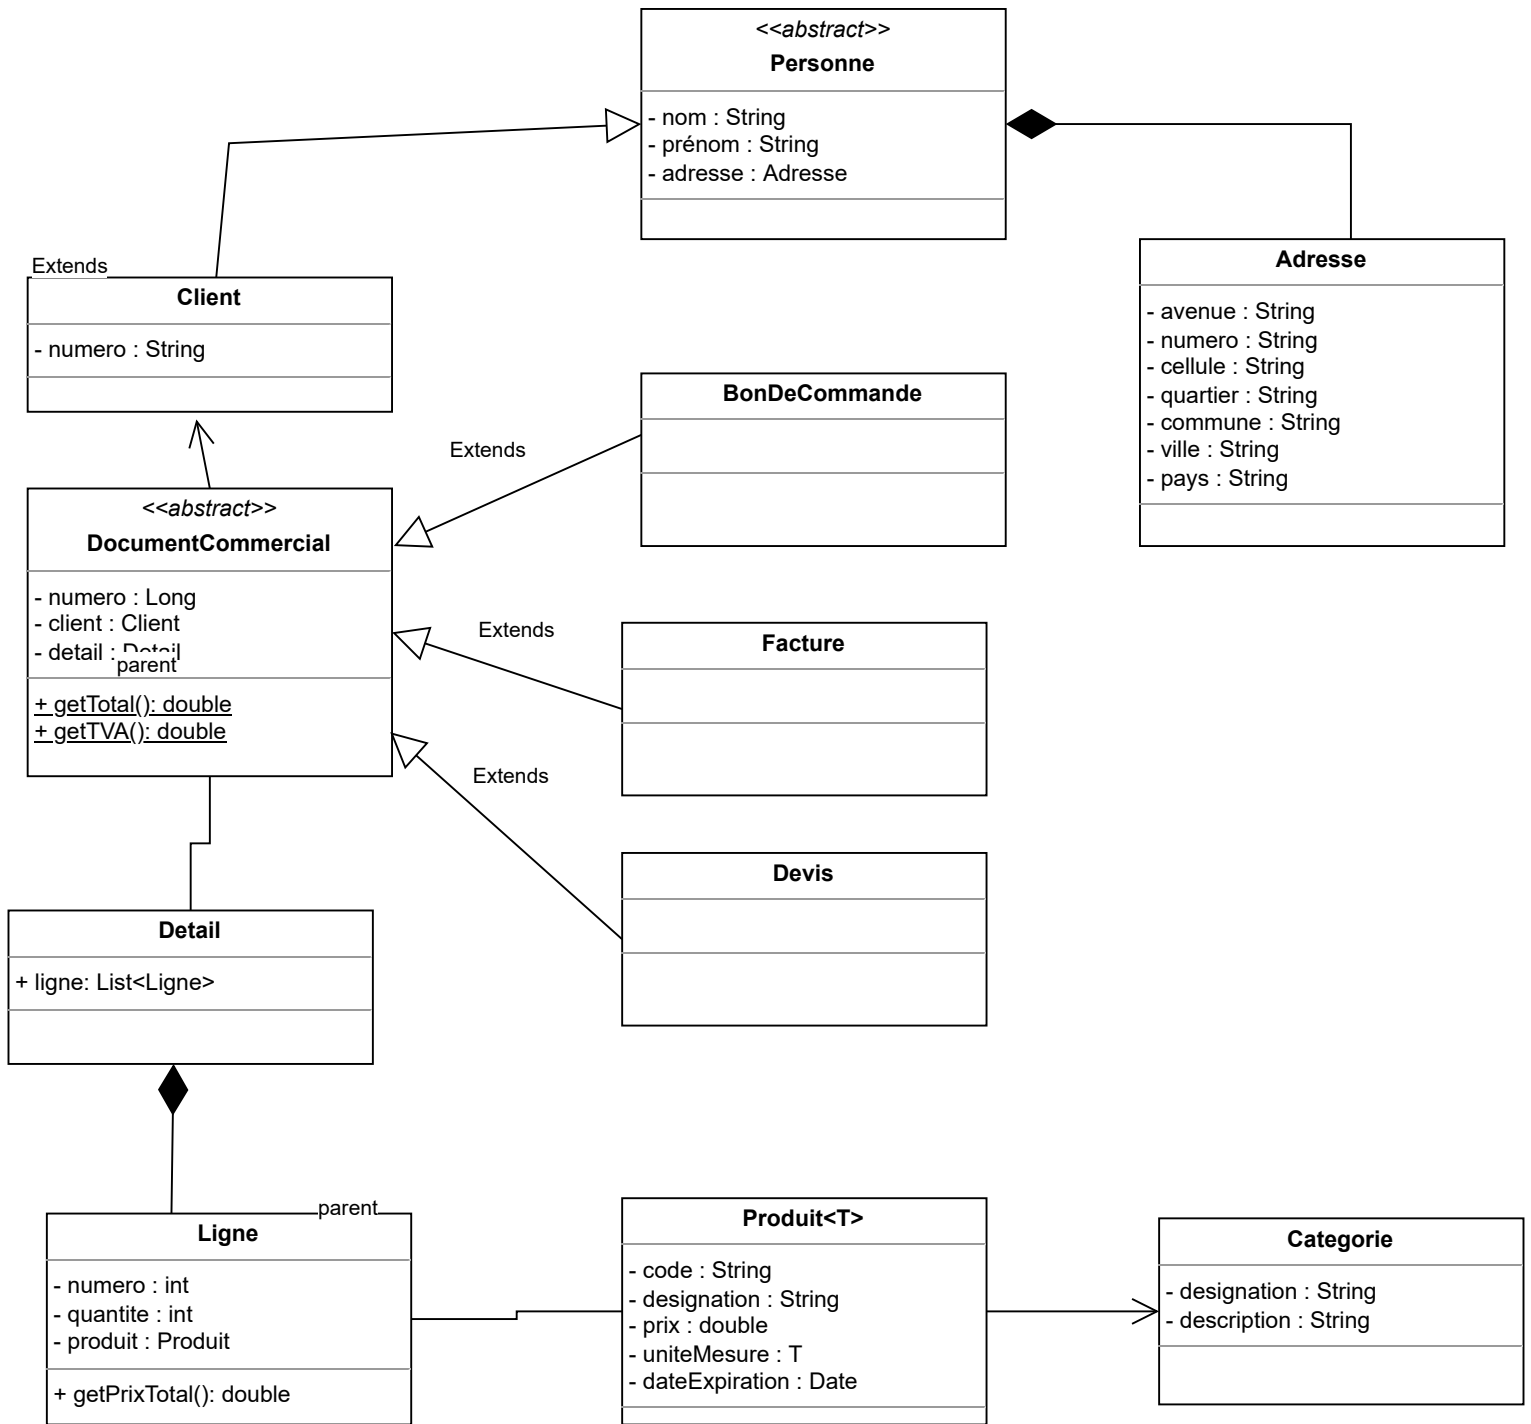 <<abstract>>
Personne
- nom : String
- prénom : String
- adresse : Adresse
Extends
Client
- numero : String
Adresse
- avenue : String
- numero : String
- cellule : String
- quartier : String
- commune : String
- ville : String
- pays : String
BonDeCommande
Extends
<<abstract>>
DocumentCommercial
- numero : Long
- client : Client
- detail : Detail
parent
+ getTotal(): double
+ getTVA(): double
Extends
Facture
Extends
Devis
Detail
+ ligne: List<Ligne>
parent
Ligne
- numero : int
- quantite : int
- produit : Produit
+ getPrixTotal(): double
Produit<T>
- code : String
- designation : String
- prix : double
- uniteMesure : T
- dateExpiration : Date
Categorie
- designation : String
- description : String